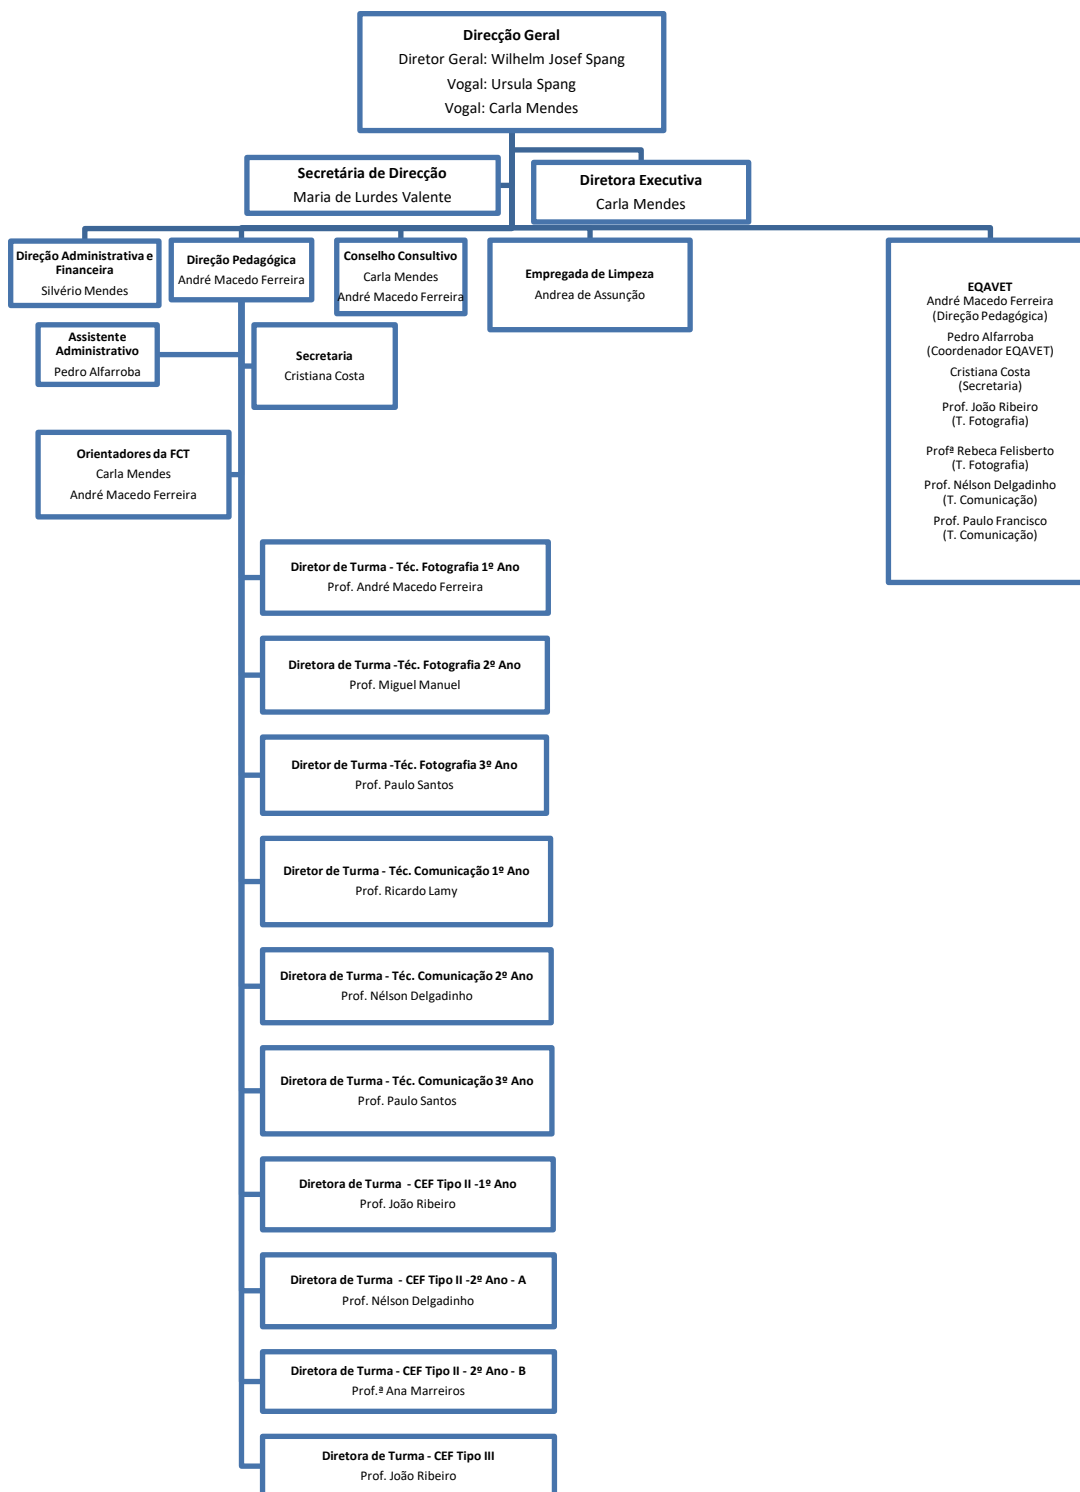 Direcção Geral
Diretor Geral: Wilhelm Josef Spang
Vogal: Ursula Spang
Vogal: Carla Mendes
Secretária de Direcção
Maria de Lurdes Valente
Diretora Executiva
Carla Mendes
Direção Administrativa e
Financeira
Silvério Mendes
Direção Pedagógica
André Macedo Ferreira
Conselho Consultivo
Carla Mendes
André Macedo Ferreira
Empregada de Limpeza
Andrea de Assunção
EQAVET
André Macedo Ferreira
(Direção Pedagógica)
Pedro Alfarroba
(Coordenador EQAVET)
Cristiana Costa
(Secretaria)
Prof. João Ribeiro
(T. Fotografia)
Profª Rebeca Felisberto
(T. Fotografia)
Prof. Nélson Delgadinho
(T. Comunicação)
Prof. Paulo Francisco
(T. Comunicação)
Assistente
Administrativo
Pedro Alfarroba
Secretaria
Cristiana Costa
Orientadores da FCT
Carla Mendes
André Macedo Ferreira
Diretor de Turma - Téc. Fotografia 1º Ano
Prof. André Macedo Ferreira
Diretora de Turma -Téc. Fotografia 2º Ano
Prof. Miguel Manuel
Diretor de Turma -Téc. Fotografia 3º Ano
Prof. Paulo Santos
Diretor de Turma - Téc. Comunicação 1º Ano
Prof. Ricardo Lamy
Diretora de Turma - Téc. Comunicação 2º Ano
Prof. Nélson Delgadinho
Diretora de Turma - Téc. Comunicação 3º Ano
Prof. Paulo Santos
Diretora de Turma - CEF Tipo II -1º Ano
Prof. João Ribeiro
Diretora de Turma - CEF Tipo II -2º Ano - A
Prof. Nélson Delgadinho
Diretora de Turma - CEF Tipo II - 2º Ano - B
Prof.ª Ana Marreiros
Diretora de Turma - CEF Tipo III
Prof. João Ribeiro